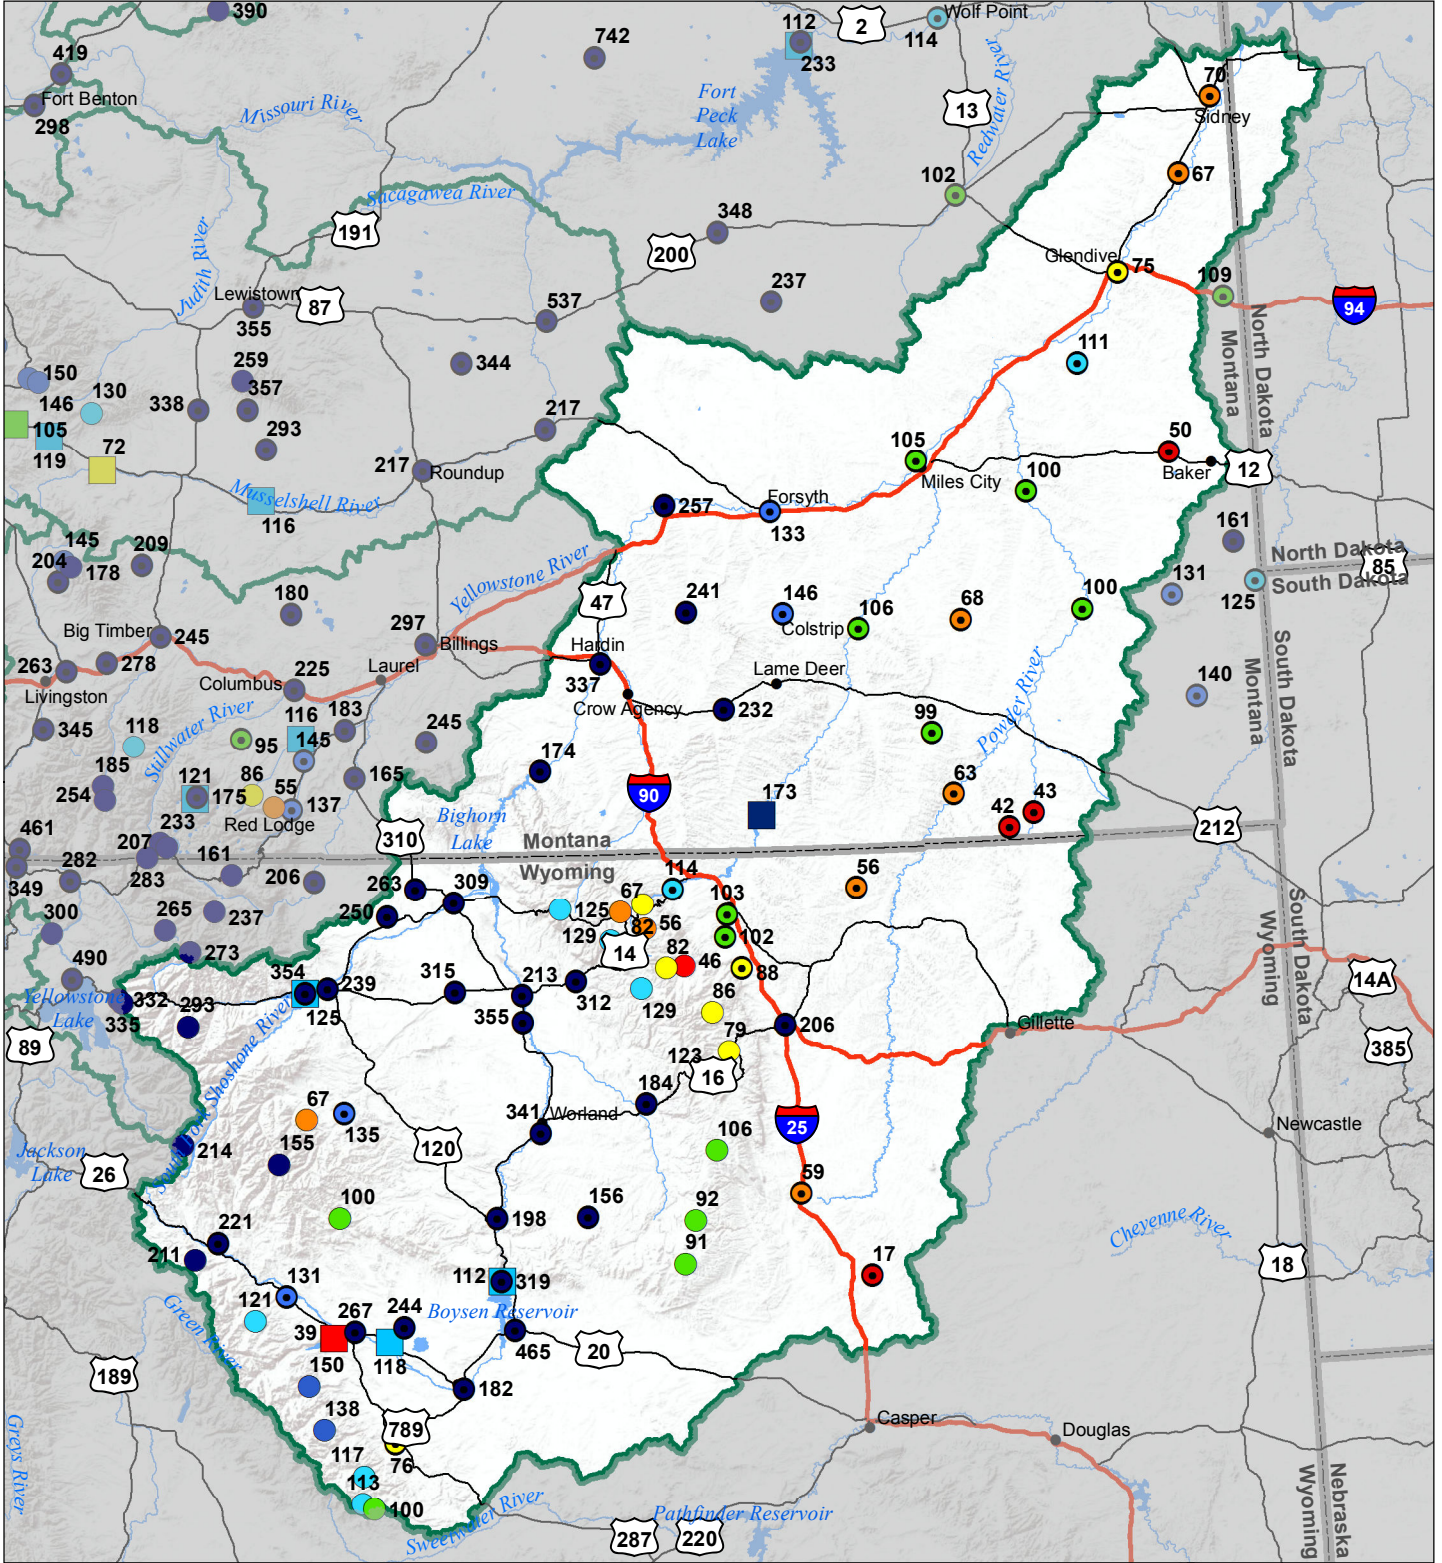 390
419
742
112
2
Wolf Point
114
233
70
Fort Benton
298
Missouri River
Fort
Peck
Lake
13
Redwater River
Sidney
67
102
Sacagawea River
191
348
200
Judith River
Glendive
75
109
237
Lewistown
87
355
537
94
North Dakota
Montana
259
344
111
150
357
130
146
338
217
293
105
119
72
217
Roundup
105
50
12
Baker
Miles City
100
Musselshell River
116
257
Forsyth
133
161
North Dakota
South Dakota
85
145
204
178
209
Yellowstone River
131
125
180
47
241
146
106
68
100
Big Timber
245
297
Billings
Colstrip
Hardin
337
263
278
Livingston
Columbus
225
Laurel
Lame Deer
South Dakota
Montana
140
345
118
Stillwater River
95
116
183
145
245
Crow Agency
232
99
Powder River
174
185
254
121
175
86
55
137
165
Red Lodge
90
173
63
43
42
Bighorn
Lake
310
212
461
233
207
Montana
Wyoming
349
282
283
161
206
263
309
114
56
300
265
237
250
125
67
103
82
56
129
14
102
South Dakota
Wyoming
490
273
354
239
315
213
312
82
46
88
14A
Yellowstone
Lake
332
335
293
125
355
129
86
206
Gillette
89
South Fork Shoshone River
79
123
16
385
67
135
184
341
Worland
25
Newcastle
155
214
Jackson
Lake
26
120
106
100
198
156
92
59
Cheyenne River
221
211
91
18
131
112
319
17
121
Green River
39
267
244
Boysen Reservoir
118
465
20
189
150
182
138
789
76
Casper
Douglas
Greys River
117
113
100
Sweetwater River
Pathfinder Reservoir
287
220
Nebraska
Wyoming